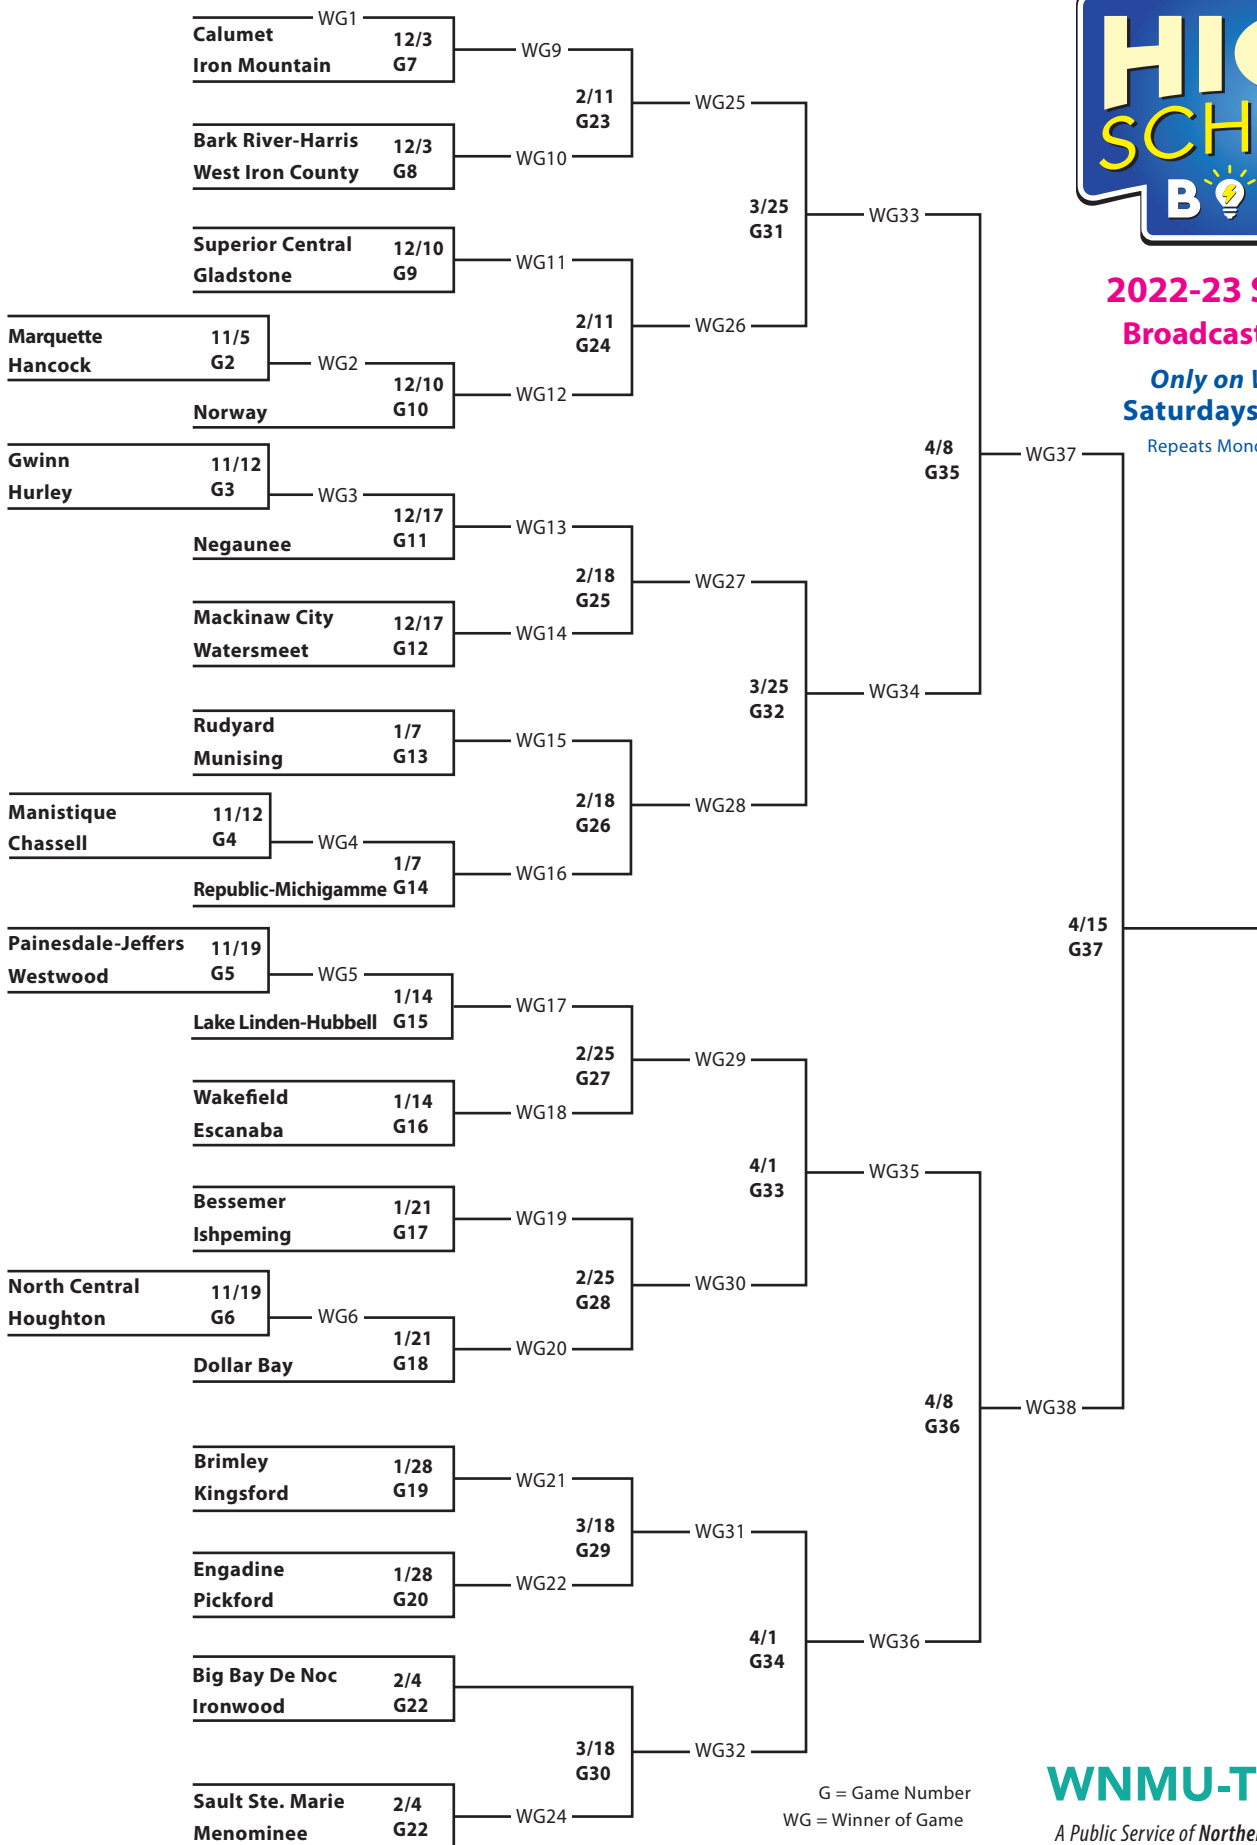 WG1
Calumet 12/3
Iron Mountain G7
WG9
2/11
G23
WG25
Bark River-Harris 12/3
West Iron County G8
WG10
3/25
G31
WG33
Superior Central 12/10
Gladstone G9
WG11
2/11
G24
WG26
Marquette 11/5
Hancock G2
WG2
12/10
Norway G10
WG12
4/8
G35
WG37
Gwinn 11/12
Hurley G3
WG3
12/17
Negaunee G11
WG13
2/18
G25
WG27
Mackinaw City 12/17
Watersmeet G12
WG14
3/25
G32
WG34
Rudyard 1/7
Munising G13
WG15
2/18
G26
WG28
Manistique 11/12
Chassell G4
WG4
1/7
Republic-Michigamme G14
WG16
4/15
G37
Painesdale-Jeffers 11/19
Westwood G5
WG5
1/14
Lake Linden-Hubbell G15
WG17
2/25
G27
WG29
Wakefield 1/14
Escanaba G16
WG18
4/1
G33
WG35
Bessemer 1/21
Ishpeming G17
WG19
2/25
G28
WG30
North Central 11/19
Houghton G6
WG6
1/21
Dollar Bay G18
WG20
4/8
G36
WG38
Brimley 1/28
Kingsford G19
WG21
3/18
G29
WG31
Engadine 1/28
Pickford G20
WG22
4/1
G34
WG36
Big Bay De Noc 2/4
Ironwood G22
3/18
G30
WG32
Sault Ste. Marie 2/4
Menominee G22
WG24
HIG
SCH
BO
2022-23 S
Broadcast
Only on
Saturdays
Repeats Mon
G = Game Number
WG = Winner of Game
WNMU-T
A Public Service of Northe